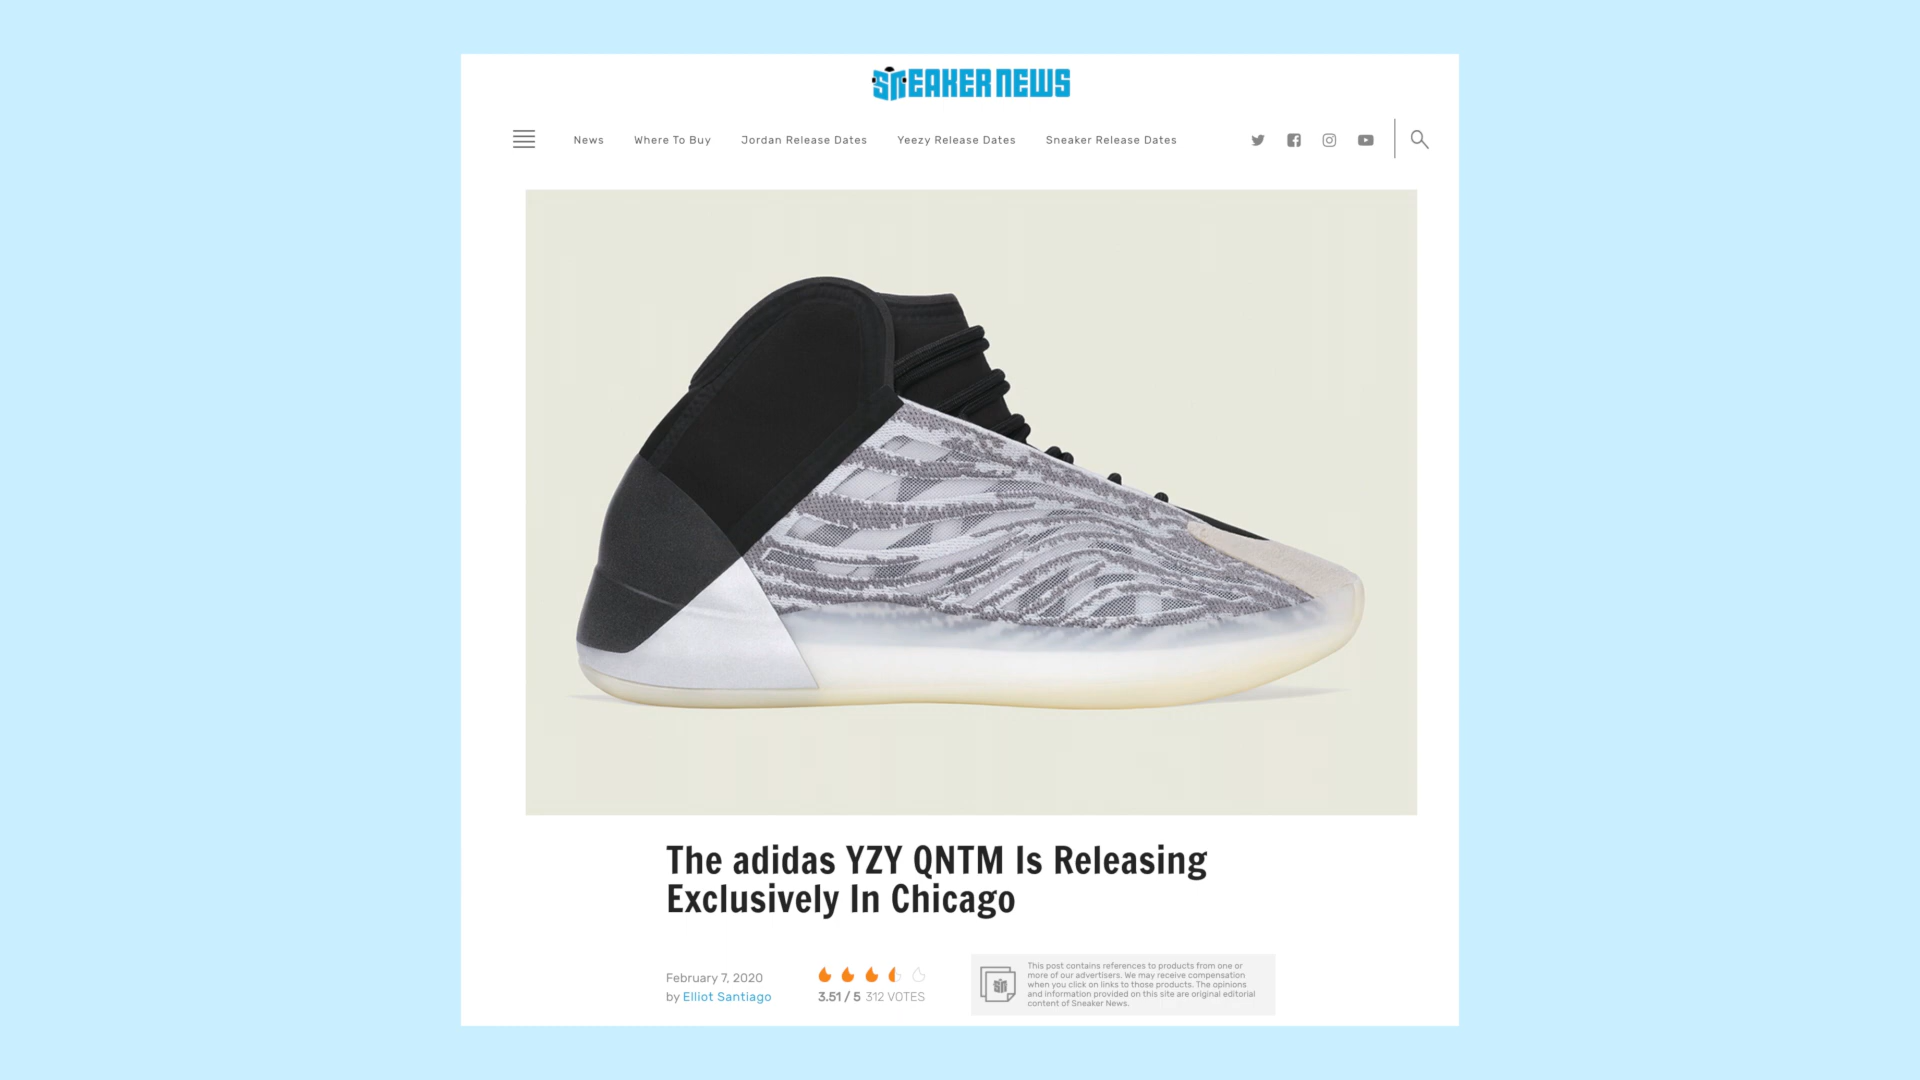 SNEAKER NEWS
News Where To Buy Jordan Release Dates Yeezy Release Dates Sneaker Release Dates
The adidas YZY QNTM Is Releasing
Exclusively In Chicago
February 7, 2020
by Elliot Santiago
3.51 / 5 312 VOTES
This post contains references to products from one or
more of our advertisers. We may receive compensation
when you click on links to those products. The opinions
and information provided on this site are original editorial
content of Sneaker News.